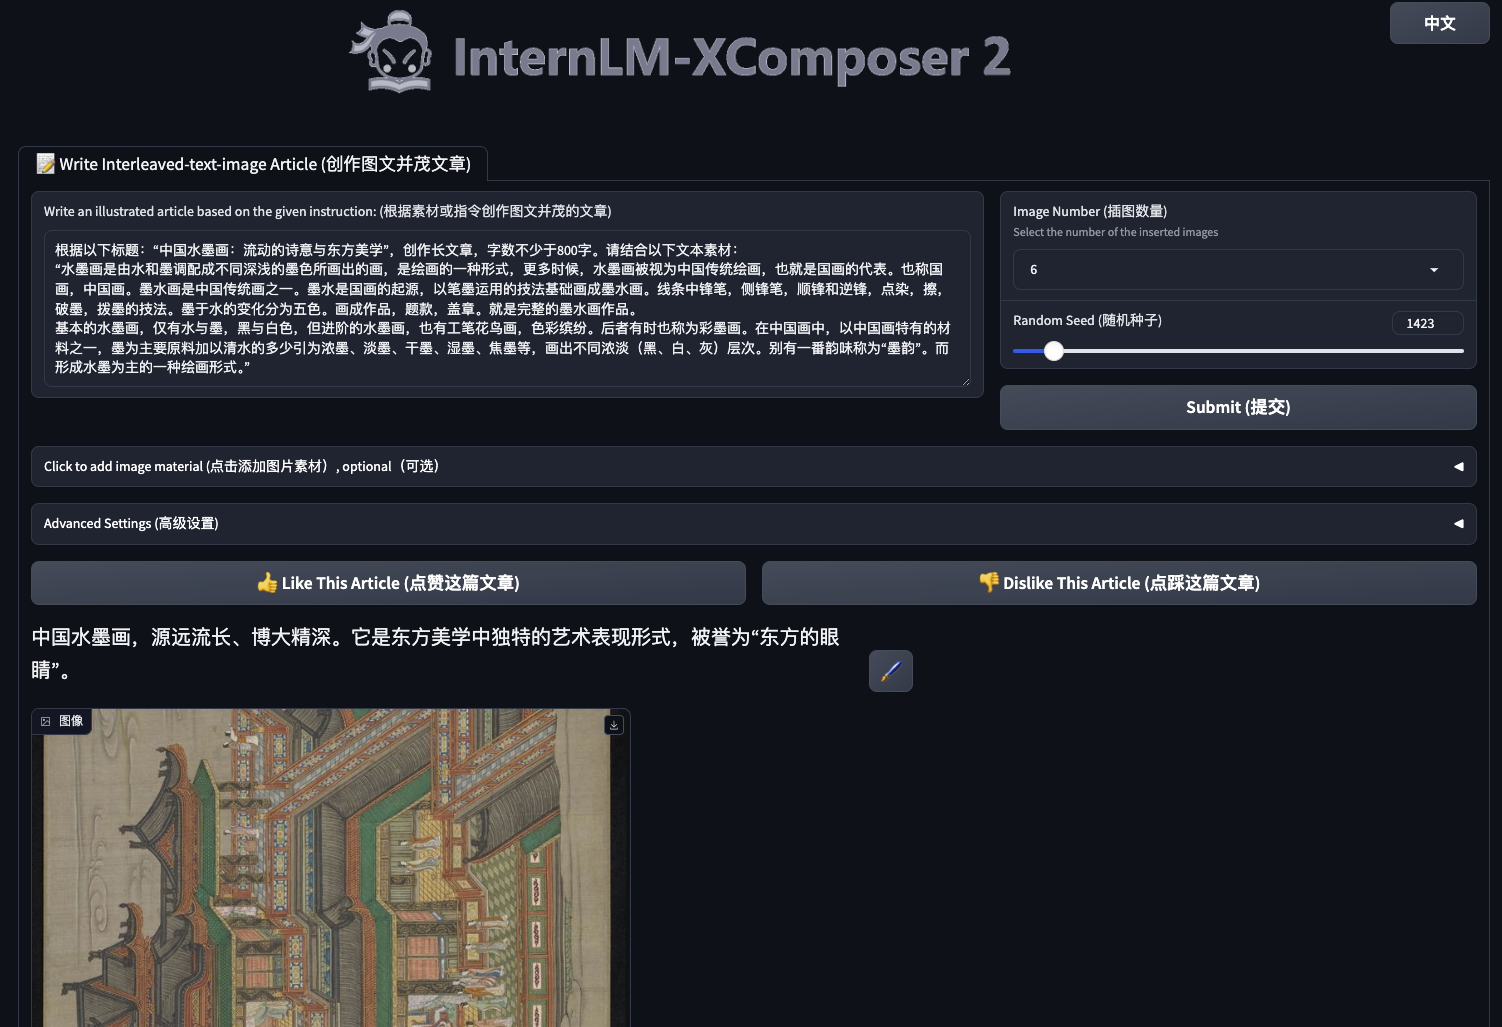 InternLM-XComposer 2
中文
📝 Write Interleaved-text-image Article (创作图文并茂文章)
Write an illustrated article based on the given instruction: (根据素材或指令创作图文并茂的文章)
根据以下标题：“中国水墨画：流动的诗意与东方美学”，创作长文章，字数不少于800字。请结合以下文本素材：
“水墨画是由水和墨调配成不同深浅的墨色所画出的画，是绘画的一种形式，更多时候，水墨画被视为中国传统绘画，也就是国画的代表。也称国
画，中国画。墨水画是中国传统画之一。墨水是国画的起源，以笔墨运用的技法基础画成墨水画。线条中锋笔，侧锋笔，顺锋和逆锋，点染，擦，
破墨，拨墨的技法。墨于水的变化分为五色。画成作品，题款，盖章。就是完整的墨水画作品。
基本的水墨画，仅有水与墨，黑与白色，但进阶的水墨画，也有工笔花鸟画，色彩缤纷。后者有时也称为彩墨画。在中国画中，以中国画特有的材
料之一，墨为主要原料加以清水的多少引为浓墨、淡墨、干墨、湿墨、焦墨等，画出不同浓淡（黑、白、灰）层次。别有一番韵味称为“墨韵”。而
形成水墨为主的一种绘画形式。”
Image Number (插图数量)
Select the number of the inserted images
6
Random Seed (随机种子)
1423
Submit (提交)
Click to add image material (点击添加图片素材）, optional（可选）
Advanced Settings (高级设置)
👍 Like This Article (点赞这篇文章)
👎 Dislike This Article (点踩这篇文章)
中国水墨画，源远流长、博大精深。它是东方美学中独特的艺术表现形式，被誉为“东方的眼
睛”。
图像